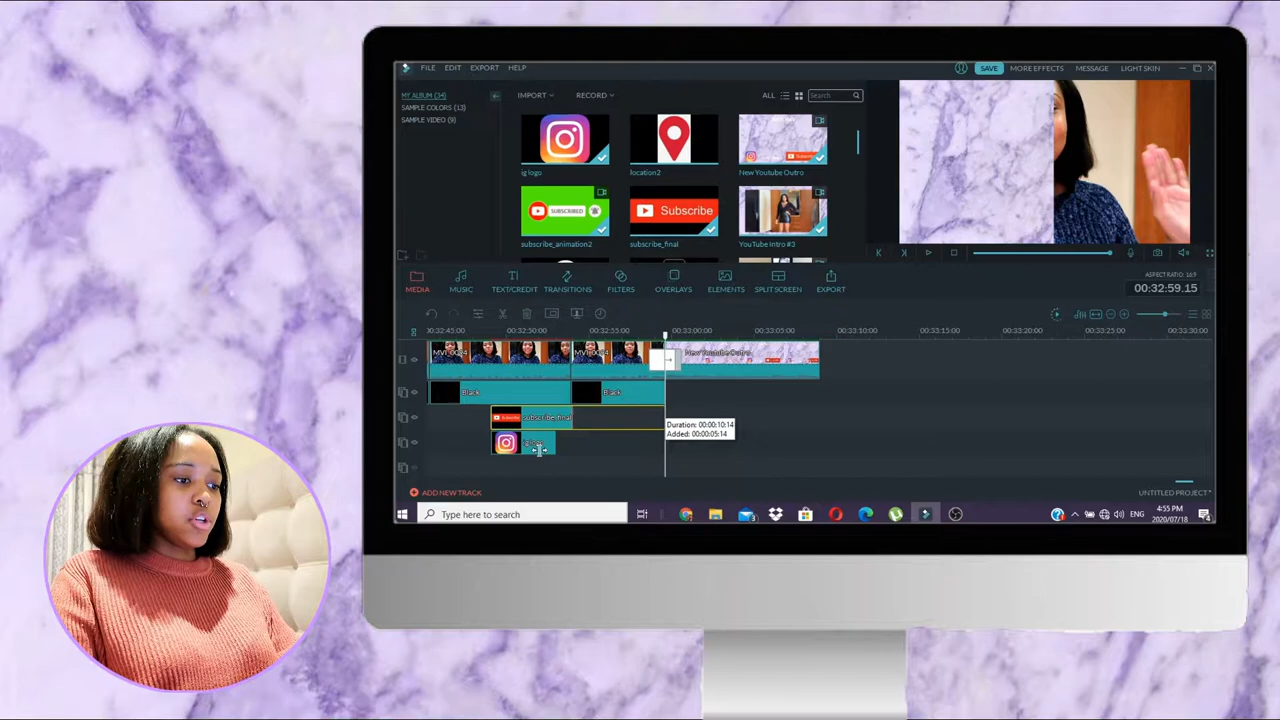 FILE EDIT EXPORT HELP SAVE MORE EFFECTS MESSAGE LIGHT SKIN
MY ALBUM (34)
SAMPLE COLORS (13)
SAMPLE VIDEO (9)
IMPORT RECORD ALL Search
ig logo location2 New Youtube Outro
SUBSCRIBED Subscribe
subscribe_animation2 subscribe_final YouTube Intro #3
MEDIA MUSIC TEXT/CREDIT TRANSITIONS FILTERS OVERLAYS ELEMENTS SPLIT SCREEN EXPORT
ASPECT RATIO: 16:9
00:32:59.15
00:32:45:00 00:32:50:00 00:32:55:00 00:33:00:00 00:33:05:00 00:33:10:00 00:33:15:00 00:33:20:00 00:33:25:00 00:33:30:00
New Youtube Outro
Black Black
subscribe_final
Duration: 00:00:10:14
Added: 00:00:05:14
ADD NEW TRACK UNTITLED PROJECT*
Type here to search
ENG
4:55 PM
2020/07/18